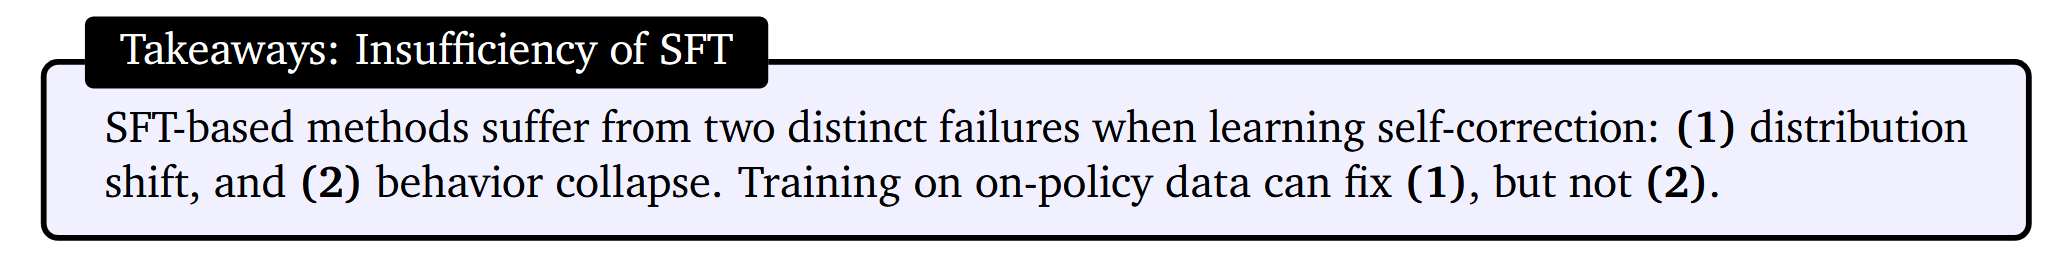 Takeaways: Insufficiency of SFT
SFT-based methods suffer from two distinct failures when learning self-correction: (1) distribution
shift, and (2) behavior collapse. Training on on-policy data can fix (1), but not (2).